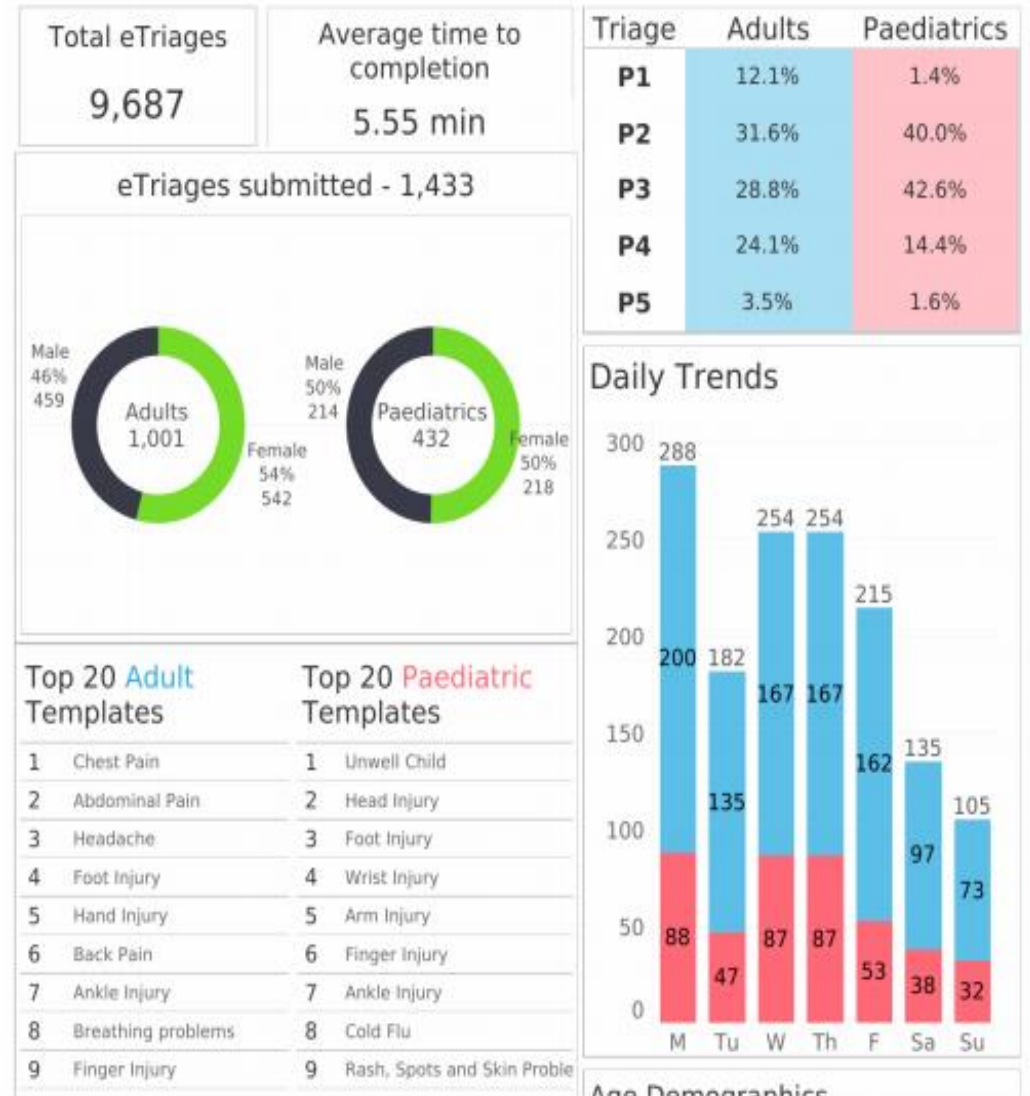 Total eTriages
9,687
Average time to
completion
5.55 min
eTriages submitted - 1,433
Male
46%
459
Adults
1,001
Female
54%
542
Male
50%
214
Paediatrics
432
Female
50%
218
Top 20 Adult
Templates
1 Chest Pain
2 Abdominal Pain
3 Headache
4 Foot Injury
5 Hand Injury
6 Back Pain
7 Ankle Injury
8 Breathing problems
9 Finger Injury
Top 20 Paediatric
Templates
1 Unwell Child
2 Head Injury
3 Foot Injury
4 Wrist Injury
5 Arm Injury
6 Finger Injury
7 Ankle Injury
8 Cold Flu
9 Rash, Spots and Skin Proble
Triage Adults Paediatrics
P1 12.1% 1.4%
P2 31.6% 40.0%
P3 28.8% 42.6%
P4 24.1% 14.4%
P5 3.5% 1.6%
Daily Trends
300
250
200
150
100
50
0
288
200
88
182
135
47
254
167
87
254
167
87
215
162
53
135
97
38
105
73
32
M Tu W Th F Sa Su
Age Demographics